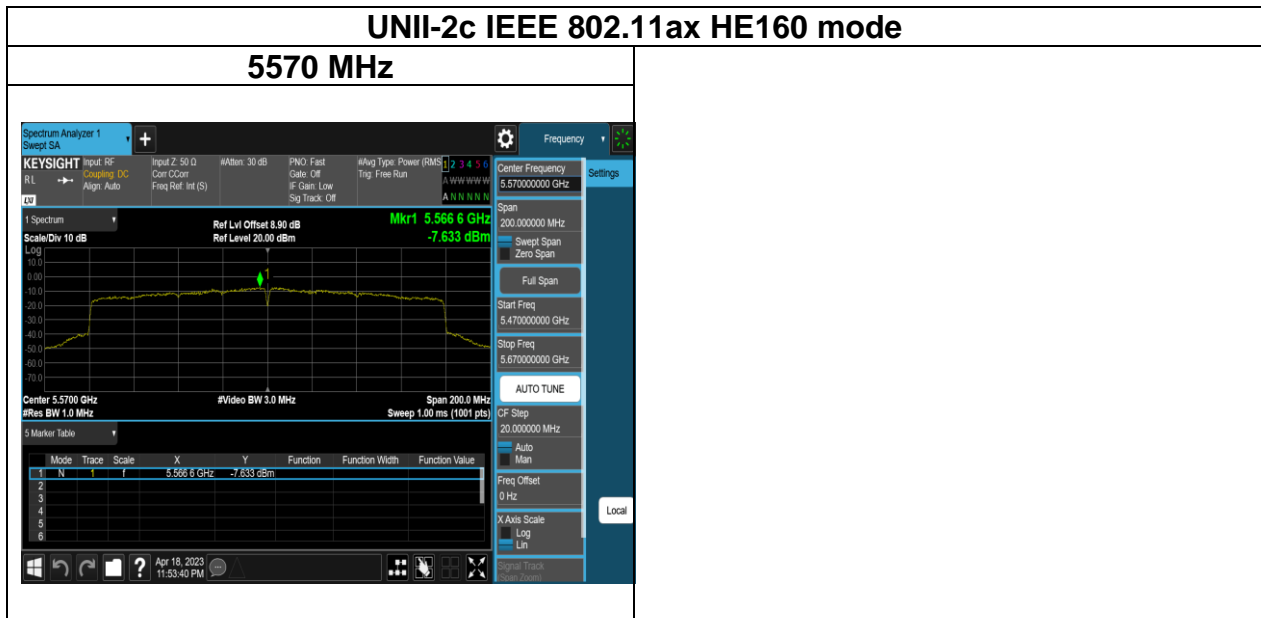 UNII-2c IEEE 802.11ax HE160 mode
5570 MHz
Spectrum Analyzer 1
Swept SA
+
Frequency
KEYSIGHT Input: RF Input Z: 50 Ω #Atten: 30 dB PNO: Fast #Avg Type: Power (RMS 1 2 3 4 5 6
RL Coupling: DC Corr CCorr Gate: Off Trig: Free Run A W W W W W
Align: Auto Freq Ref: Int (S) IF Gain: Low
Sig Track: Off A N N N N N
LXI
1 Spectrum
Ref Lvl Offset 8.90 dB
Mkr1 5.566 6 GHz
Scale/Div 10 dB Ref Level 20.00 dBm -7.633 dBm
Log
10.0
0.00
-10.0
-20.0
-30.0
-40.0
-50.0
-60.0
-70.0
1
Center 5.5700 GHz #Video BW 3.0 MHz Span 200.0 MHz
#Res BW 1.0 MHz Sweep 1.00 ms (1001 pts)
5 Marker Table
Mode Trace Scale X Y Function Function Width Function Value
1 N 1 f 5.566 6 GHz -7.633 dBm
2
3
4
5
6
Center Frequency
5.570000000 GHz
Settings
Span
200.000000 MHz
Swept Span
Zero Span
Full Span
Start Freq
5.470000000 GHz
Stop Freq
5.670000000 GHz
AUTO TUNE
CF Step
20.000000 MHz
Auto
Man
Freq Offset
0 Hz
Local
X Axis Scale
Log
Lin
Signal Track
(Span Zoom)
?
Apr 18, 2023
11:53:40 PM